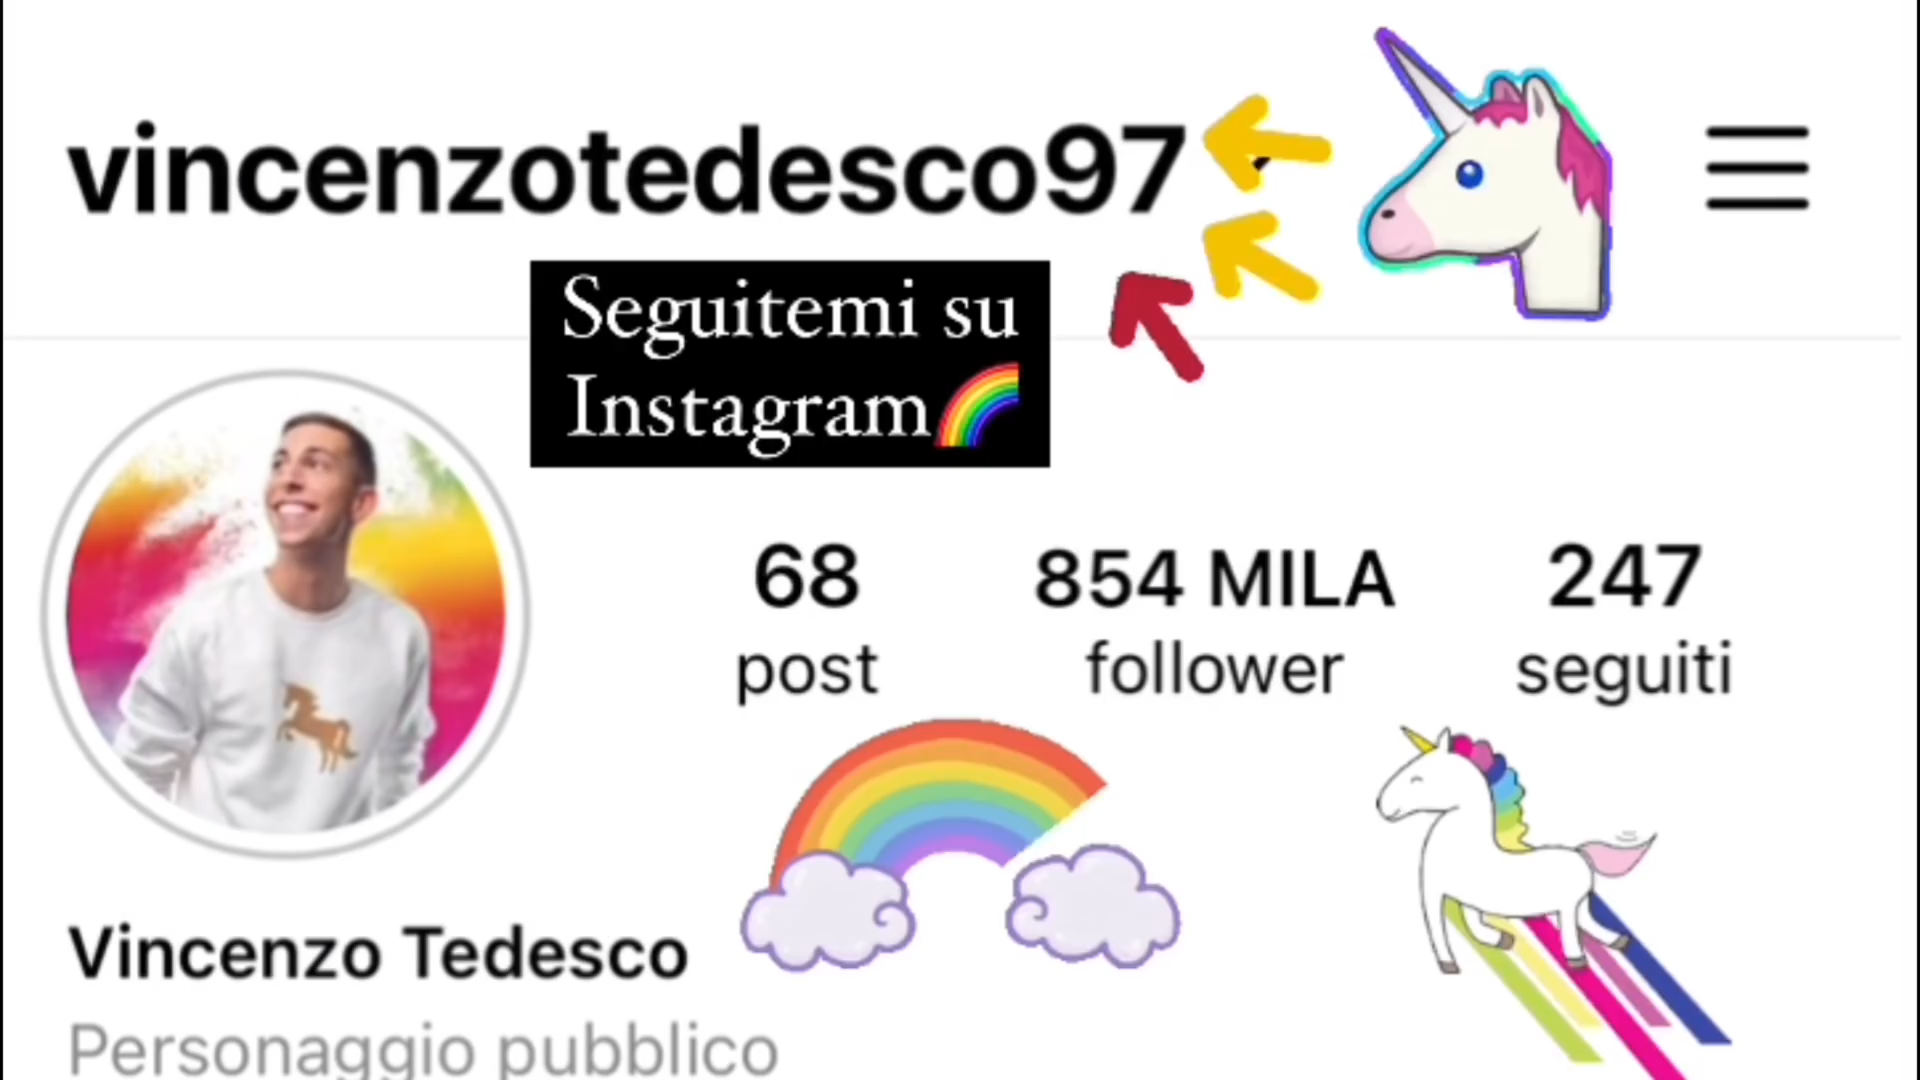 vincenzotedesco97
Seguitemi su
Instagram🌈
68 854 MILA 247
post follower seguiti
Vincenzo Tedesco
Personaggio pubblico